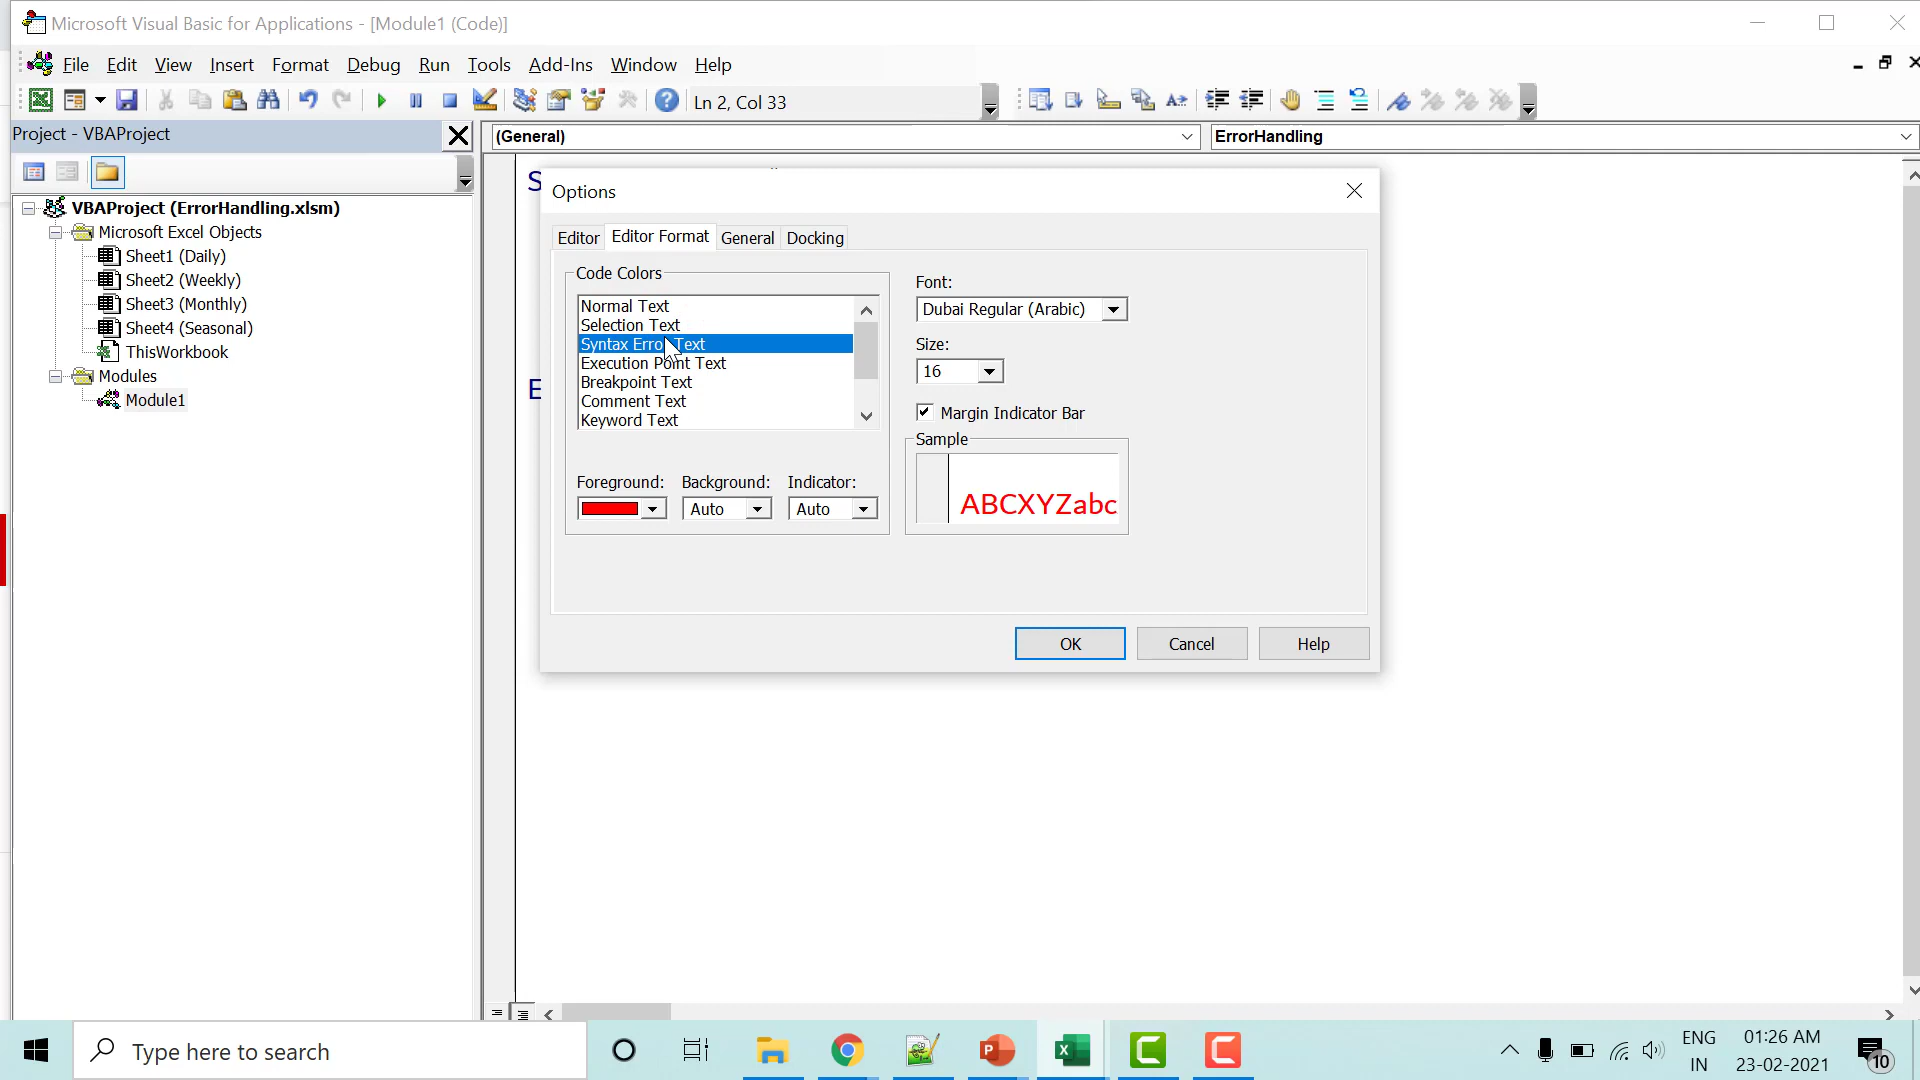 Microsoft Visual Basic for Applications - [Module1 (Code)]
File Edit View Insert Format Debug Run Tools Add-Ins Window Help
Ln 2, Col 33
Project - VBAProject
(General)
ErrorHandling
VBAProject (ErrorHandling.xlsm)
Microsoft Excel Objects
Sheet1 (Daily)
Sheet2 (Weekly)
Sheet3 (Monthly)
Sheet4 (Seasonal)
ThisWorkbook
Modules
Module1
S
E
Options
Editor Editor Format General Docking
Code Colors
Normal Text
Selection Text
Syntax Error Text
Execution Point Text
Breakpoint Text
Comment Text
Keyword Text
Foreground: Background: Indicator:
Auto Auto
Font:
Dubai Regular (Arabic)
Size:
16
Margin Indicator Bar
Sample
ABCXYZabc
OK Cancel Help
Type here to search
ENG
IN
01:26 AM
23-02-2021
10